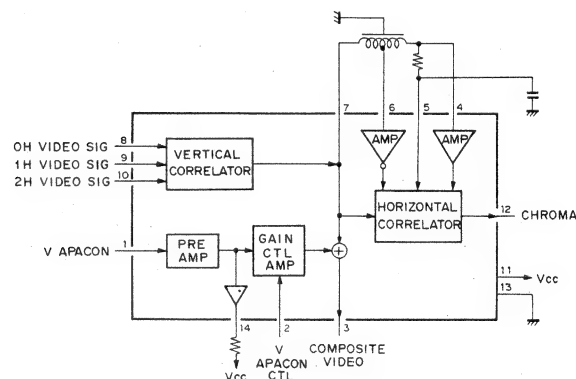 7 6 5 4
AMP AMP
0H VIDEO SIG 8
1H VIDEO SIG 9
2H VIDEO SIG 10
VERTICAL
CORRELATOR
HORIZONTAL
CORRELATOR
12 CHROMA
V APACON 1
PRE
AMP
GAIN
CTL
AMP
11 Vcc
13
14 2 3
Vcc
V
APACON
CTL
COMPOSITE
VIDEO